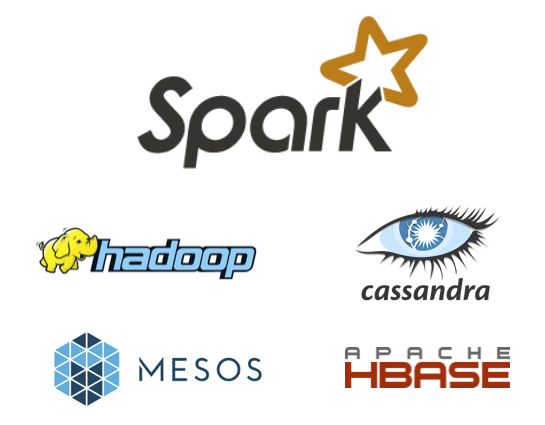 Spark
hadoop
cassandra
MESOS
APACHE
HBASE